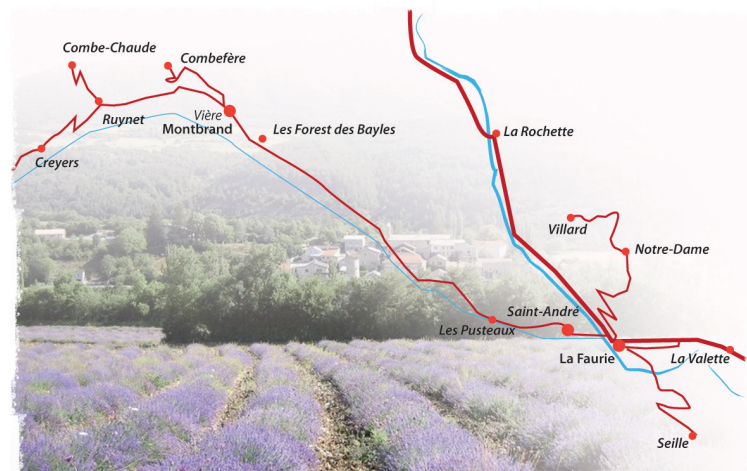 Combe-Chaude
Combefère
Ruynet
Vière
Montbrand
Les Forest des Bayles
La Rochette
Creyers
Villard
Notre-Dame
Saint-André
Les Pusteaux
La Faurie
La Valette
Seille